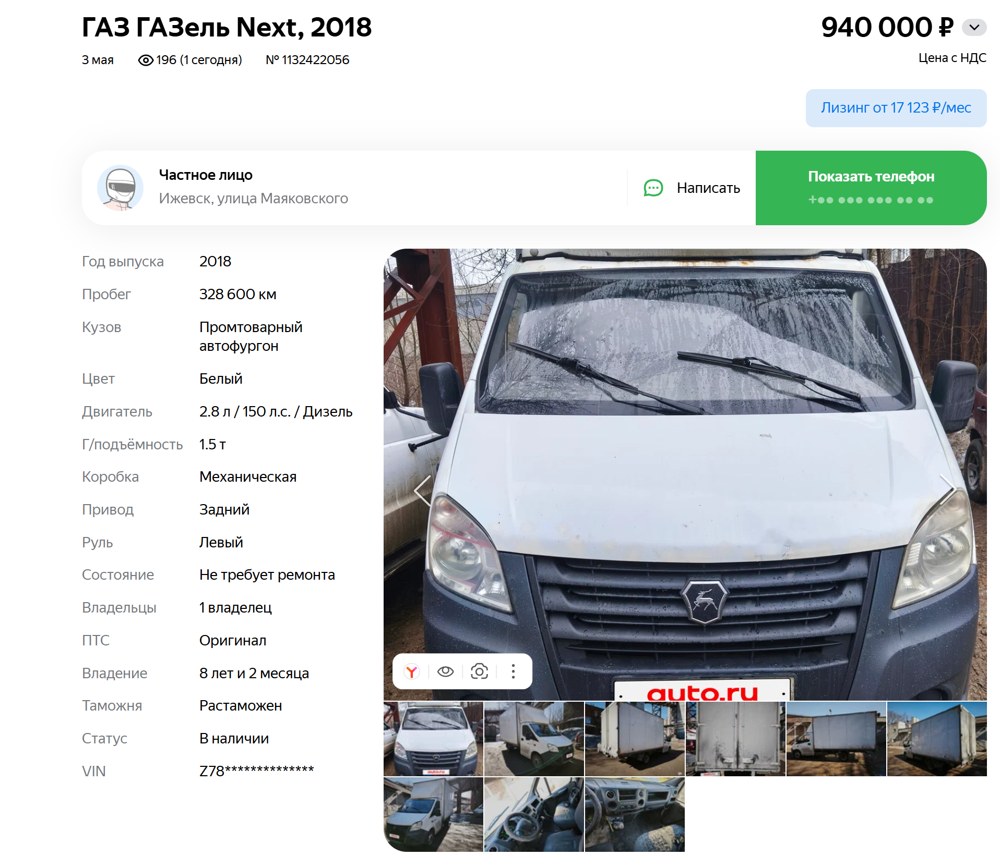 ГАЗ ГАЗель Next, 2018
940 000 ₽
3 мая
196 (1 сегодня)
№ 1132422056
Цена с НДС
Лизинг от 17 123 ₽/мес
Частное лицо
Ижевск, улица Маяковского
Написать
Показать телефон
+●● ●●● ●●● ●● ●●
Год выпуска 2018
Пробег 328 600 км
Кузов Промтоварный
автофургон
Цвет Белый
Двигатель 2.8 л / 150 л.с. / Дизель
Г/подъёмность 1.5 т
Коробка Механическая
Привод Задний
Руль Левый
Состояние Не требует ремонта
Владельцы 1 владелец
ПТС Оригинал
Владение 8 лет и 2 месяца
Таможня Растаможен
Статус В наличии
VIN Z78**************
auto.ru
auto.ru